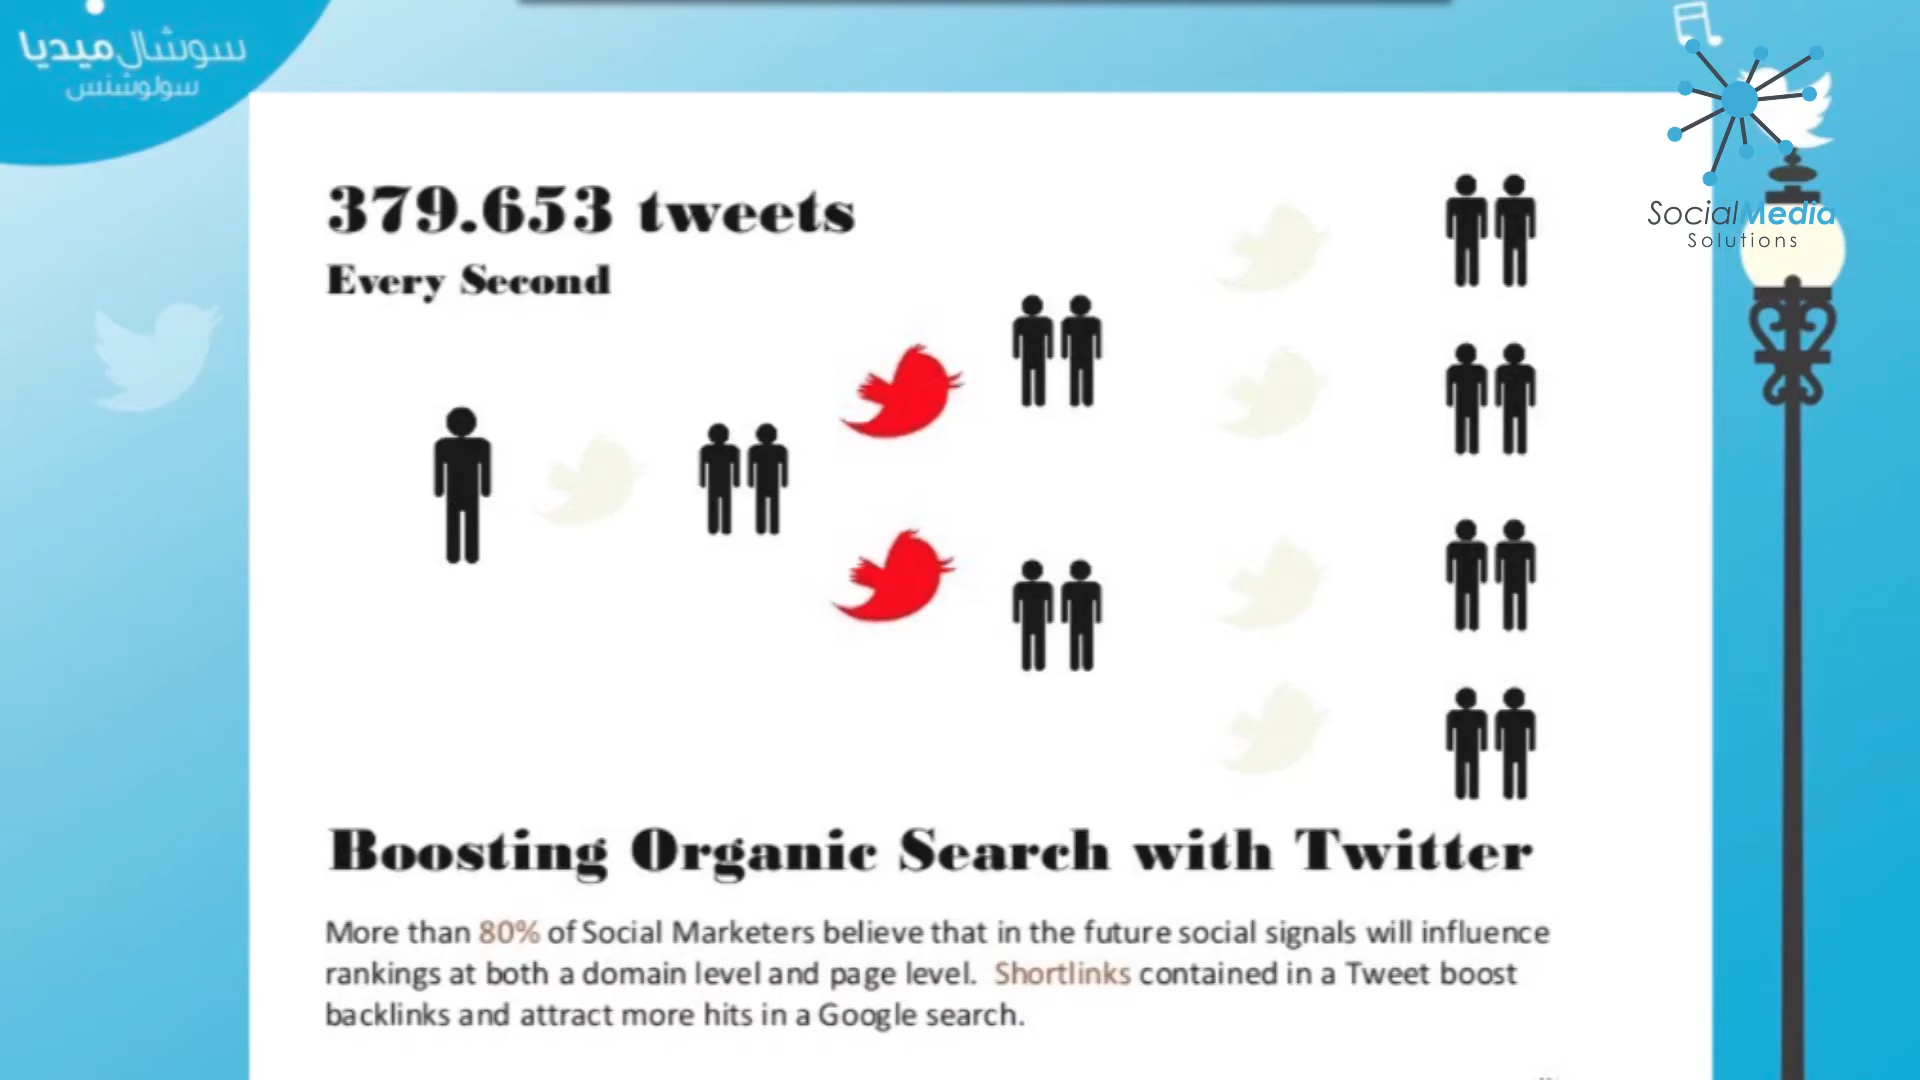 سوشال ميديا
سولوشنس
SocialMedia
Solutions
379.653 tweets
Every Second
Boosting Organic Search with Twitter
More than 80% of Social Marketers believe that in the future social signals will influence
rankings at both a domain level and page level. Shortlinks contained in a Tweet boost
backlinks and attract more hits in a Google search.